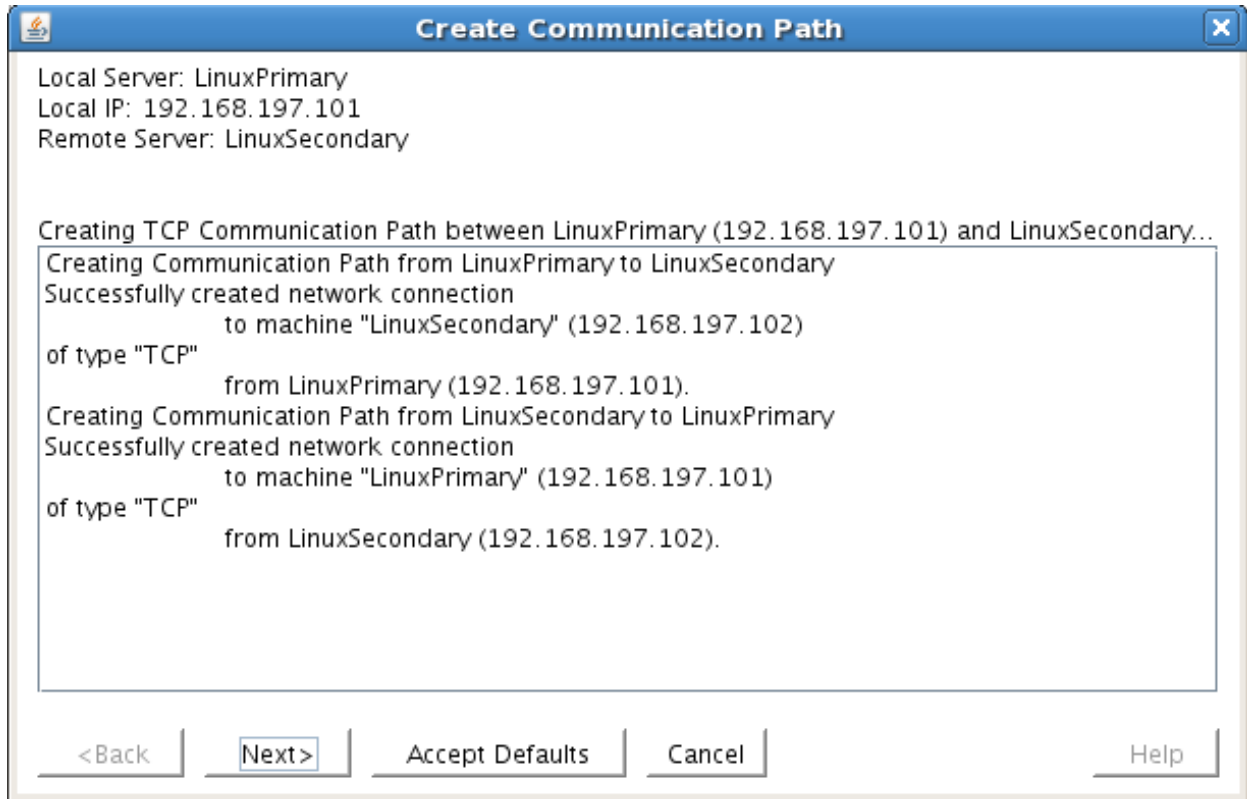 Create Communication Path
Local Server: LinuxPrimary
Local IP: 192.168.197.101
Remote Server: LinuxSecondary
Creating TCP Communication Path between LinuxPrimary (192.168.197.101) and LinuxSecondary...
Creating Communication Path from LinuxPrimary to LinuxSecondary
Successfully created network connection
to machine "LinuxSecondary" (192.168.197.102)
of type "TCP"
from LinuxPrimary (192.168.197.101).
Creating Communication Path from LinuxSecondary to LinuxPrimary
Successfully created network connection
to machine "LinuxPrimary" (192.168.197.101)
of type "TCP"
from LinuxSecondary (192.168.197.102).
<Back Next> Accept Defaults Cancel Help